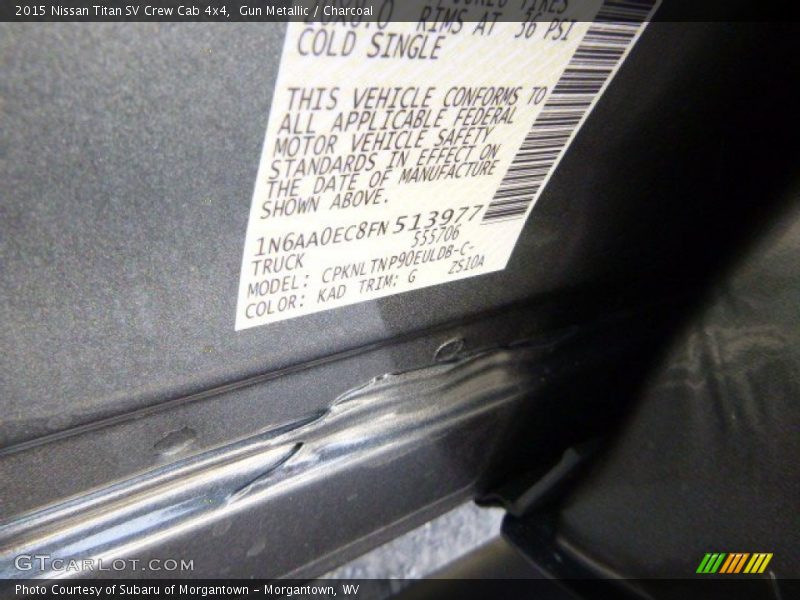 2015 Nissan Titan SV Crew Cab 4x4, Gun Metallic / Charcoal
RIMS AT 36 PSI
COLD SINGLE
THIS VEHICLE CONFORMS TO
ALL APPLICABLE FEDERAL
MOTOR VEHICLE SAFETY
STANDARDS IN EFFECT ON
THE DATE OF MANUFACTURE
SHOWN ABOVE.
1N6AA0EC8FN513977
TRUCK 555706
MODEL: CPKNLTNP90EULDB-C-
COLOR: KAD TRIM: G ZSIOA
GTCARLOT.COM
Photo Courtesy of Subaru of Morgantown - Morgantown, WV